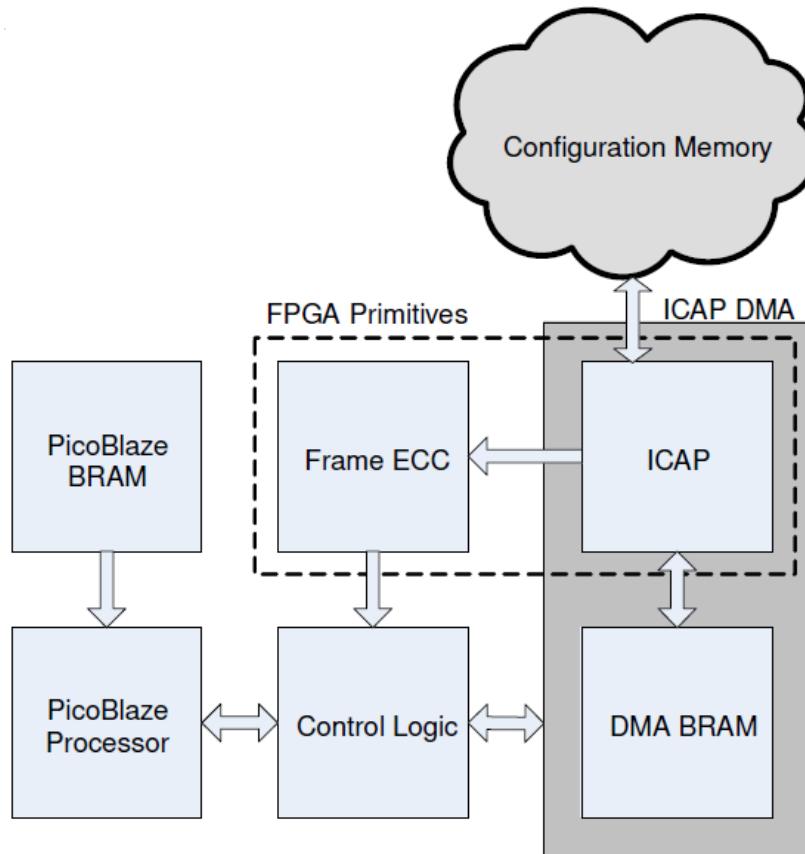 Configuration Memory
FPGA Primitives
ICAP DMA
PicoBlaze
BRAM
Frame ECC
ICAP
PicoBlaze
Processor
Control Logic
DMA BRAM